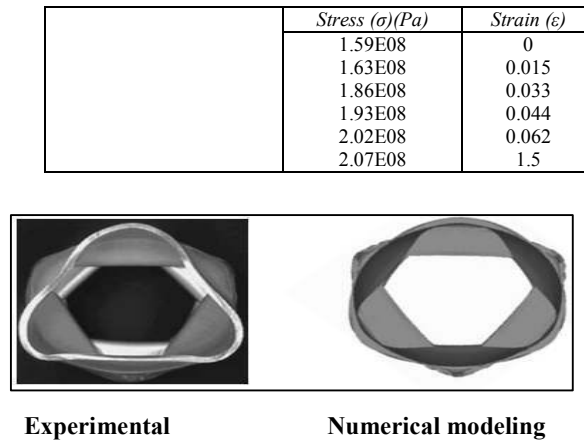 Stress (σ)(Pa) Strain (ε)
1.59E08 0
1.63E08 0.015
1.86E08 0.033
1.93E08 0.044
2.02E08 0.062
2.07E08 1.5
Experimental Numerical modeling